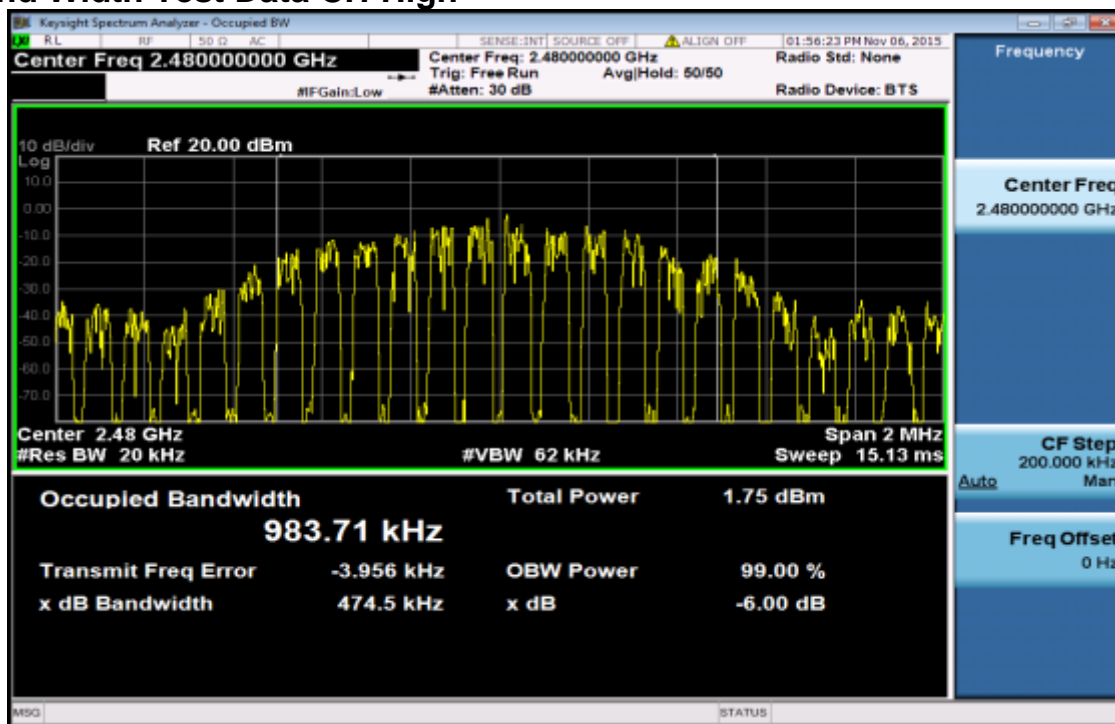 Keysight Spectrum Analyzer - Occupied BW
RL RF 50 Ω AC SENSE:INT SOURCE OFF ALIGN OFF 01:56:23 PM Nov 06, 2015
Center Freq 2.480000000 GHz Center Freq: 2.480000000 GHz Radio Std: None Frequency
Trig: Free Run Avg|Hold: 50/50
#IFGain:Low #Atten: 30 dB Radio Device: BTS
10 dB/div Ref 20.00 dBm
Log
10.0
0.00
-10.0
-20.0
-30.0
-40.0
-50.0
-60.0
-70.0
Center Freq
2.480000000 GHz
Center 2.48 GHz Span 2 MHz
#Res BW 20 kHz #VBW 62 kHz Sweep 15.13 ms
CF Step
200.000 kHz
Auto Man
Occupied Bandwidth Total Power 1.75 dBm
983.71 kHz
Transmit Freq Error -3.956 kHz OBW Power 99.00 %
x dB Bandwidth 474.5 kHz x dB -6.00 dB
Freq Offset
0 Hz
MSG STATUS